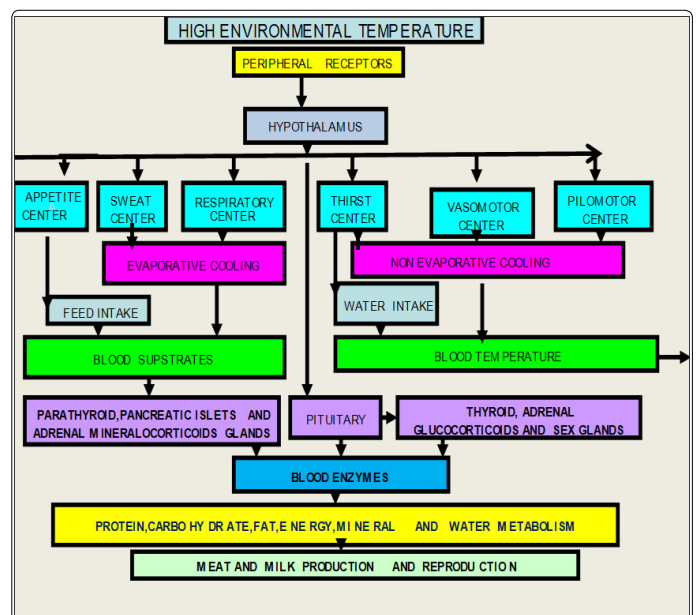 HIGH ENVIRONMENTAL TEMPERATURE
PERIPHERAL RECEPTORS
HYPOTHALAMUS
APPETITE
CENTER
SWEAT
CENTER
RESPIRATORY
CENTER
THIRST
CENTER
VASOMOTOR
CENTER
PILOMOTOR
CENTER
EVAPORATIVE COOLING
NON EVAPORATIVE COOLING
FEED INTAKE
WATER INTAKE
BLOOD SUPSTRATES
BLOOD TEMPERATURE
PARATHYROID,PANCREATIC ISLETS AND
ADRENAL MINERALOCORTICOIDS GLANDS
PITUITARY
THYROID, ADRENAL
GLUCOCORTICOIDS AND SEX GLANDS
BLOOD ENZYMES
PROTEIN,CARBOHYDRATE,FAT,ENERGY,MINERAL AND WATER METABOLISM
MEAT AND MILK PRODUCTION AND REPRODUCTION